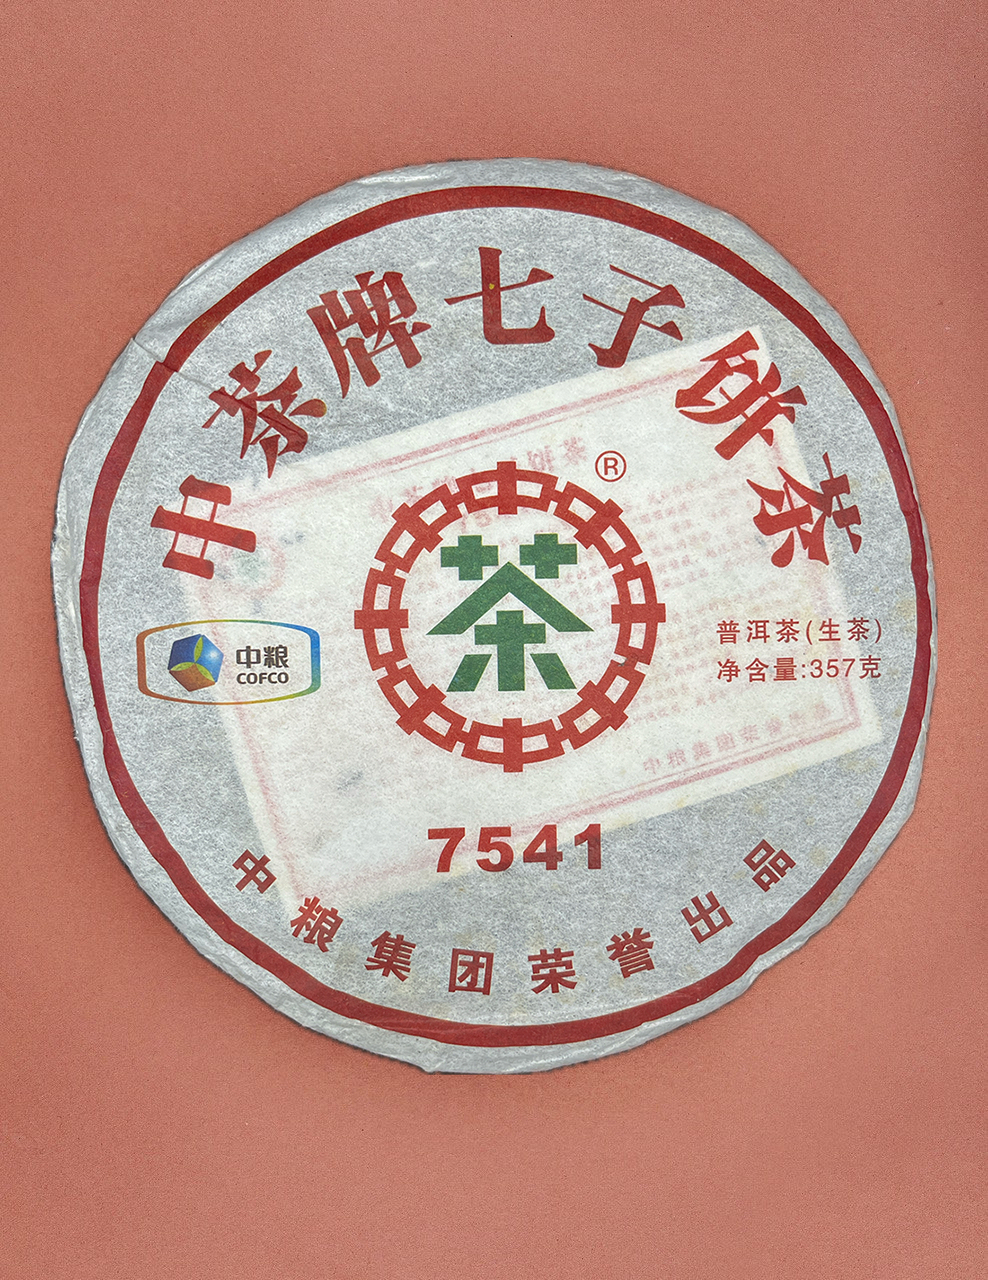 中茶牌七子饼茶
®
茶
中粮
COFCO
普洱茶(生茶)
净含量:357克
7541
中粮集团荣誉出品